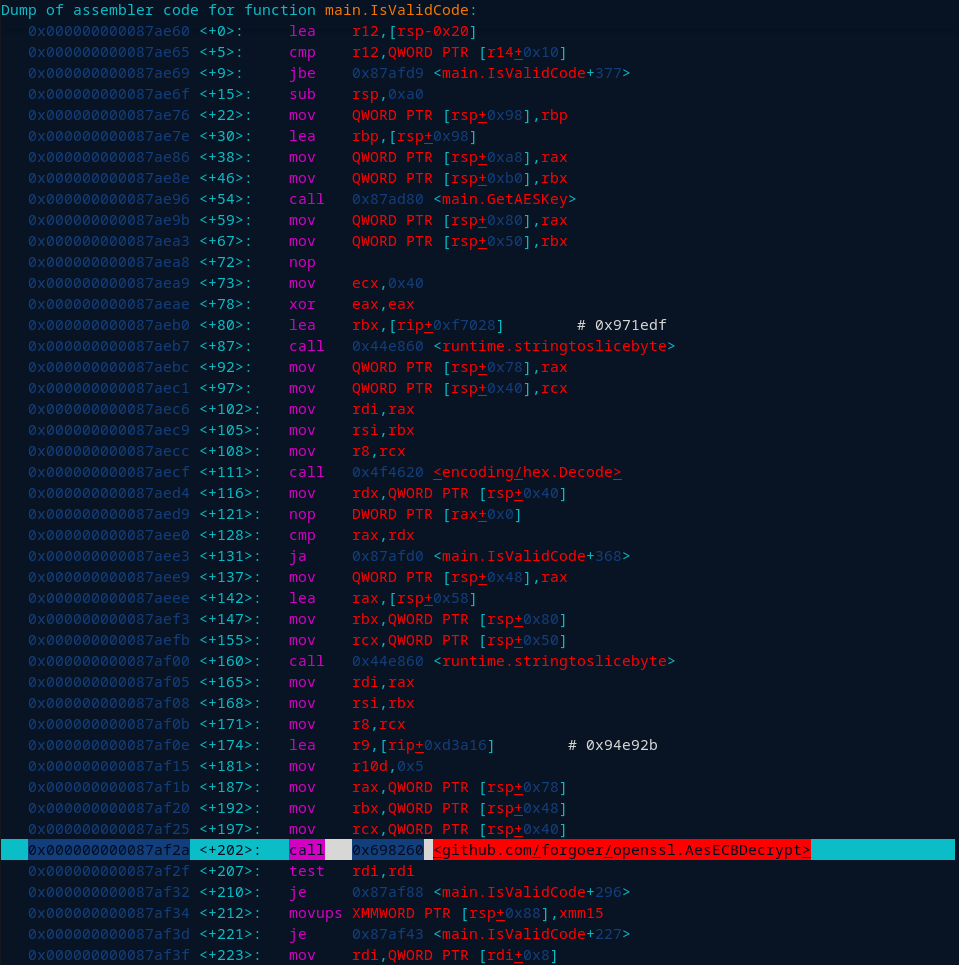 Dump of assembler code for function main.IsValidCode:
0x000000000087ae60 <+0>: lea r12,[rsp-0x20]
0x000000000087ae65 <+5>: cmp r12,QWORD PTR [r14+0x10]
0x000000000087ae69 <+9>: jbe 0x87afd9 <main.IsValidCode+377>
0x000000000087ae6f <+15>: sub rsp,0xa0
0x000000000087ae76 <+22>: mov QWORD PTR [rsp+0x98],rbp
0x000000000087ae7e <+30>: lea rbp,[rsp+0x98]
0x000000000087ae86 <+38>: mov QWORD PTR [rsp+0xa8],rax
0x000000000087ae8e <+46>: mov QWORD PTR [rsp+0xb0],rbx
0x000000000087ae96 <+54>: call 0x87ad80 <main.GetAESKey>
0x000000000087ae9b <+59>: mov QWORD PTR [rsp+0x80],rax
0x000000000087aea3 <+67>: mov QWORD PTR [rsp+0x50],rbx
0x000000000087aea8 <+72>: nop
0x000000000087aea9 <+73>: mov ecx,0x40
0x000000000087aeae <+78>: xor eax,eax
0x000000000087aeb0 <+80>: lea rbx,[rip+0xf7028] # 0x971edf
0x000000000087aeb7 <+87>: call 0x44e860 <runtime.stringtoslicebyte>
0x000000000087aebc <+92>: mov QWORD PTR [rsp+0x78],rax
0x000000000087aec1 <+97>: mov QWORD PTR [rsp+0x40],rcx
0x000000000087aec6 <+102>: mov rdi,rax
0x000000000087aec9 <+105>: mov rsi,rbx
0x000000000087aecc <+108>: mov r8,rcx
0x000000000087aecf <+111>: call 0x4f4620 <encoding/hex.Decode>
0x000000000087aed4 <+116>: mov rdx,QWORD PTR [rsp+0x40]
0x000000000087aed9 <+121>: nop DWORD PTR [rax+0x0]
0x000000000087aee0 <+128>: cmp rax,rdx
0x000000000087aee3 <+131>: ja 0x87afd0 <main.IsValidCode+368>
0x000000000087aee9 <+137>: mov QWORD PTR [rsp+0x48],rax
0x000000000087aeee <+142>: lea rax,[rsp+0x58]
0x000000000087aef3 <+147>: mov rbx,QWORD PTR [rsp+0x80]
0x000000000087aefb <+155>: mov rcx,QWORD PTR [rsp+0x50]
0x000000000087af00 <+160>: call 0x44e860 <runtime.stringtoslicebyte>
0x000000000087af05 <+165>: mov rdi,rax
0x000000000087af08 <+168>: mov rsi,rbx
0x000000000087af0b <+171>: mov r8,rcx
0x000000000087af0e <+174>: lea r9,[rip+0xd3a16] # 0x94e92b
0x000000000087af15 <+181>: mov r10d,0x5
0x000000000087af1b <+187>: mov rax,QWORD PTR [rsp+0x78]
0x000000000087af20 <+192>: mov rbx,QWORD PTR [rsp+0x48]
0x000000000087af25 <+197>: mov rcx,QWORD PTR [rsp+0x40]
0x000000000087af2a <+202>: call 0x698260 <github.com/forgoer/openssl.AesECBDecrypt>
0x000000000087af2f <+207>: test rdi,rdi
0x000000000087af32 <+210>: je 0x87af88 <main.IsValidCode+296>
0x000000000087af34 <+212>: movups XMMWORD PTR [rsp+0x88],xmm15
0x000000000087af3d <+221>: je 0x87af43 <main.IsValidCode+227>
0x000000000087af3f <+223>: mov rdi,QWORD PTR [rdi+0x8]